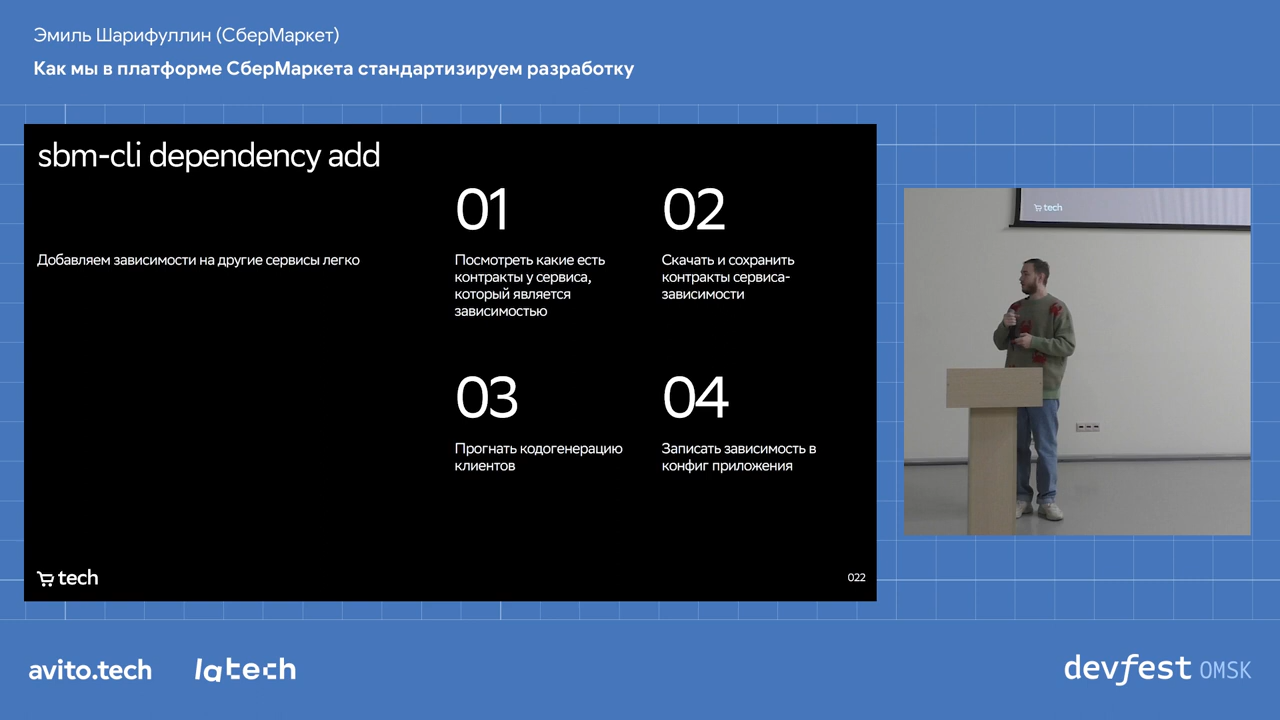 Эмиль Шарифуллин (СберМаркет)
Как мы в платформе СберМаркета стандартизируем разработку
sbm-cli dependency add
Добавляем зависимости на другие сервисы легко
01
Посмотреть какие есть
контракты у сервиса,
который является
зависимостью
02
Скачать и сохранить
контракты сервиса-
зависимости
03
Прогнать кодогенерацию
клиентов
04
Записать зависимость в
конфиг приложения
tech
022
tech
avito.tech
latech
devfest OMSK